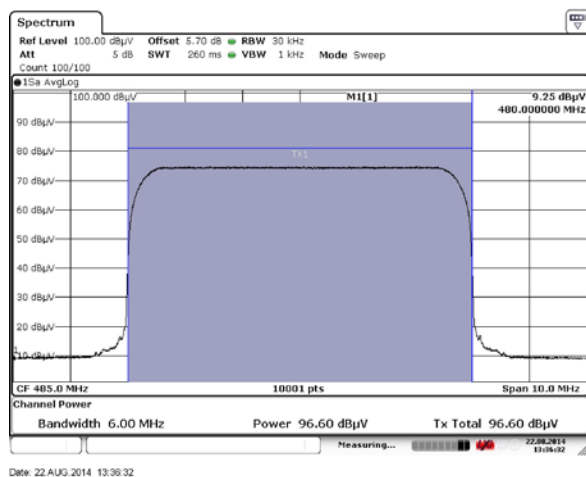 Spectrum
Ref Level 100.00 dBµV Offset 5.70 dB RBW 30 kHz
Att 5 dB SWT 260 ms VBW 1 kHz Mode Sweep
Count 100/100
1Sa AvgLog
100.000 dBµV M1[1] 9.25 dBµV
480.000000 MHz
90 dBµV
80 dBµV
TX1
70 dBµV
60 dBµV
50 dBµV
40 dBµV
30 dBµV
20 dBµV
10 dBµV
CF 485.0 MHz 10001 pts Span 10.0 MHz
Channel Power
Bandwidth 6.00 MHz Power 96.60 dBµV Tx Total 96.60 dBµV
Measuring... 22.08.2014
13:36:32
Date: 22.AUG.2014 13:36:32